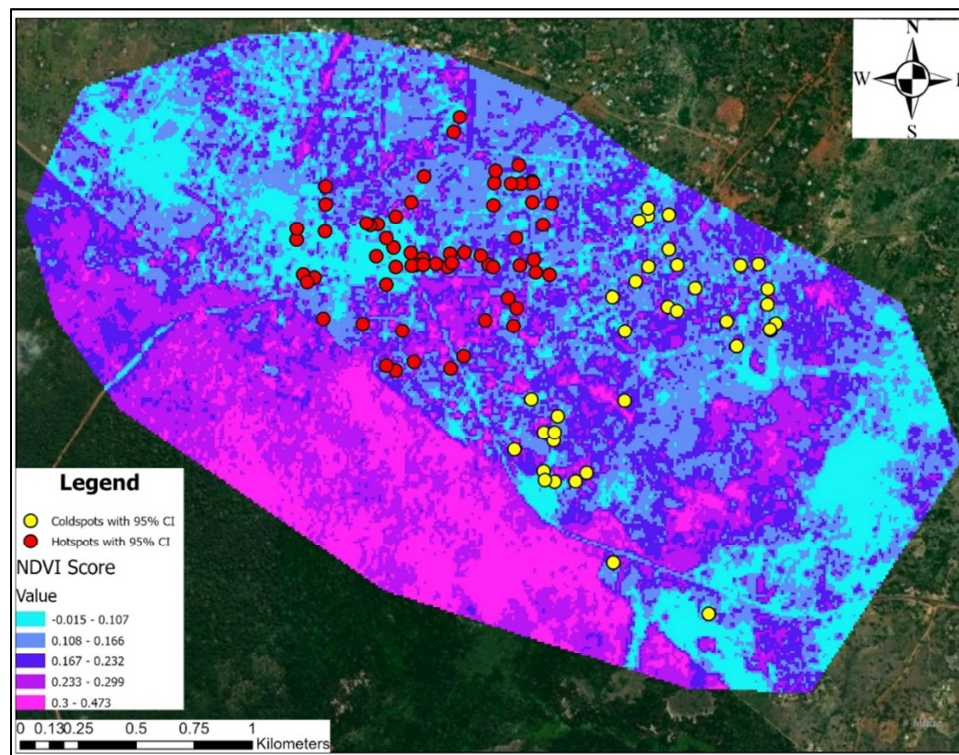 N
W
E
S
Legend
Coldspots with 95% CI
Hotspots with 95% CI
NDVI Score
Value
-0.015 - 0.107
0.108 - 0.166
0.167 - 0.232
0.233 - 0.299
0.3 - 0.473
0 0.130.25 0.5 0.75 1
Kilometers